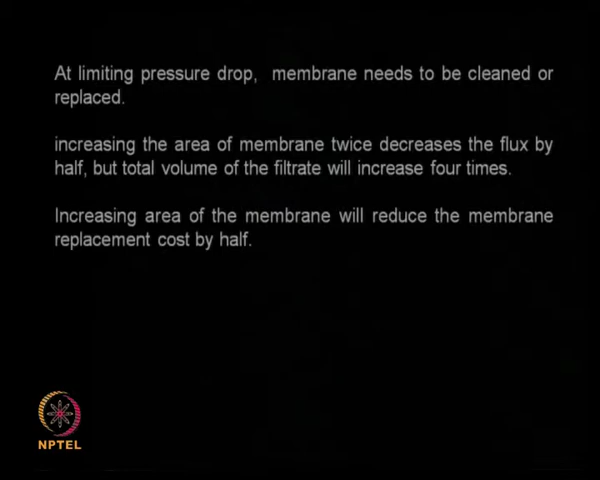 At limiting pressure drop, membrane needs to be cleaned or
replaced.
increasing the area of membrane twice decreases the flux by
half, but total volume of the filtrate will increase four times.
Increasing area of the membrane will reduce the membrane
replacement cost by half.
NPTEL